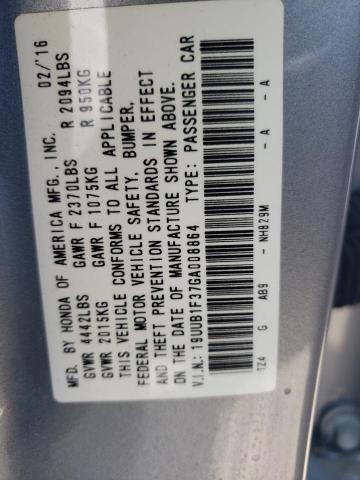 MFD. BY HONDA OF AMERICA MFG., INC. 02/'16
GVWR 4442LBS GAWR F 2370LBS R 2094LBS
GVWR 2015KG GAWR F 1075KG R 950KG
THIS VEHICLE CONFORMS TO ALL APPLICABLE
FEDERAL MOTOR VEHICLE SAFETY, BUMPER,
AND THEFT PREVENTION STANDARDS IN EFFECT
ON THE DATE OF MANUFACTURE SHOWN ABOVE.
V.I.N.: 19UUB1F37GA008864 TYPE: PASSENGER CAR
TZ4 G AB9 - NH829M - A - A